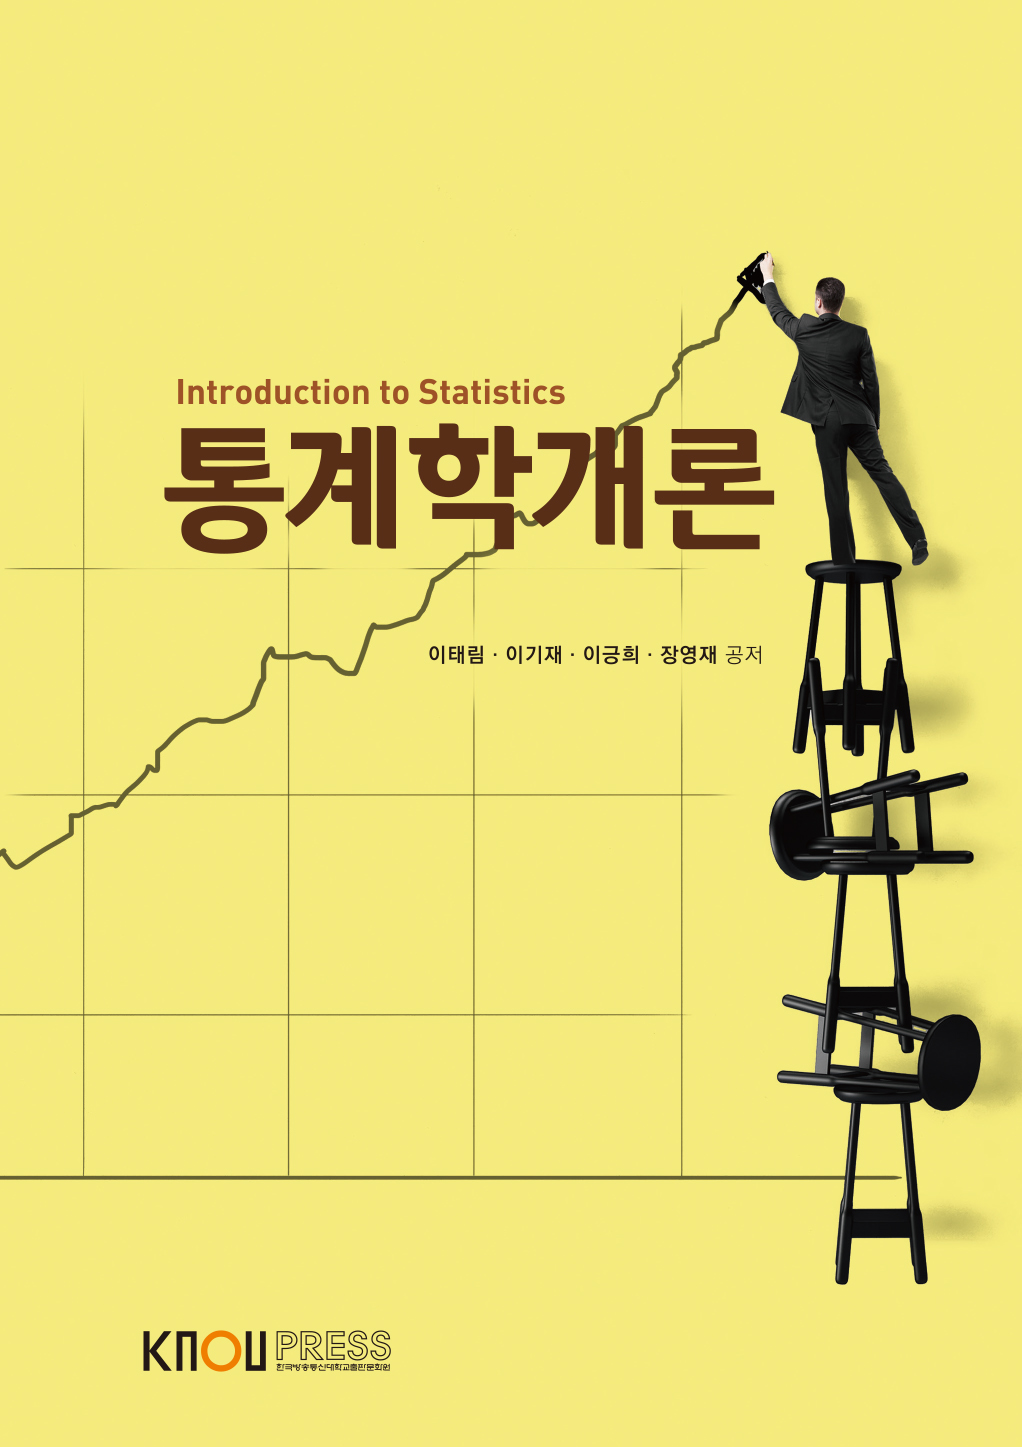 Introduction to Statistics
통계학개론
이태림 · 이기재 · 이긍희 · 장영재 공저
KNOU PRESS
한국방송통신대학교출판문화원